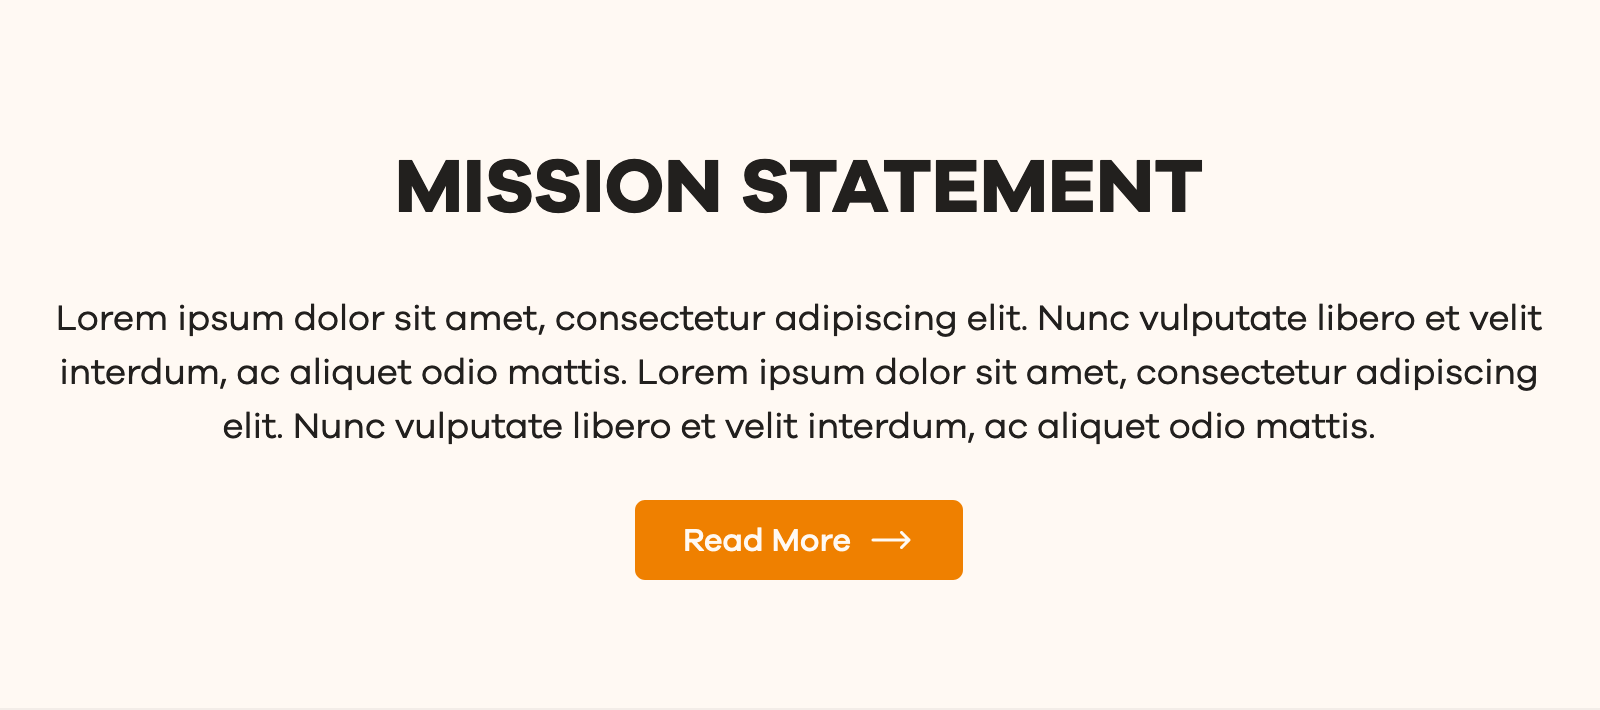 MISSION STATEMENT
Lorem ipsum dolor sit amet, consectetur adipiscing elit. Nunc vulputate libero et velit
interdum, ac aliquet odio mattis. Lorem ipsum dolor sit amet, consectetur adipiscing
elit. Nunc vulputate libero et velit interdum, ac aliquet odio mattis.
Read More